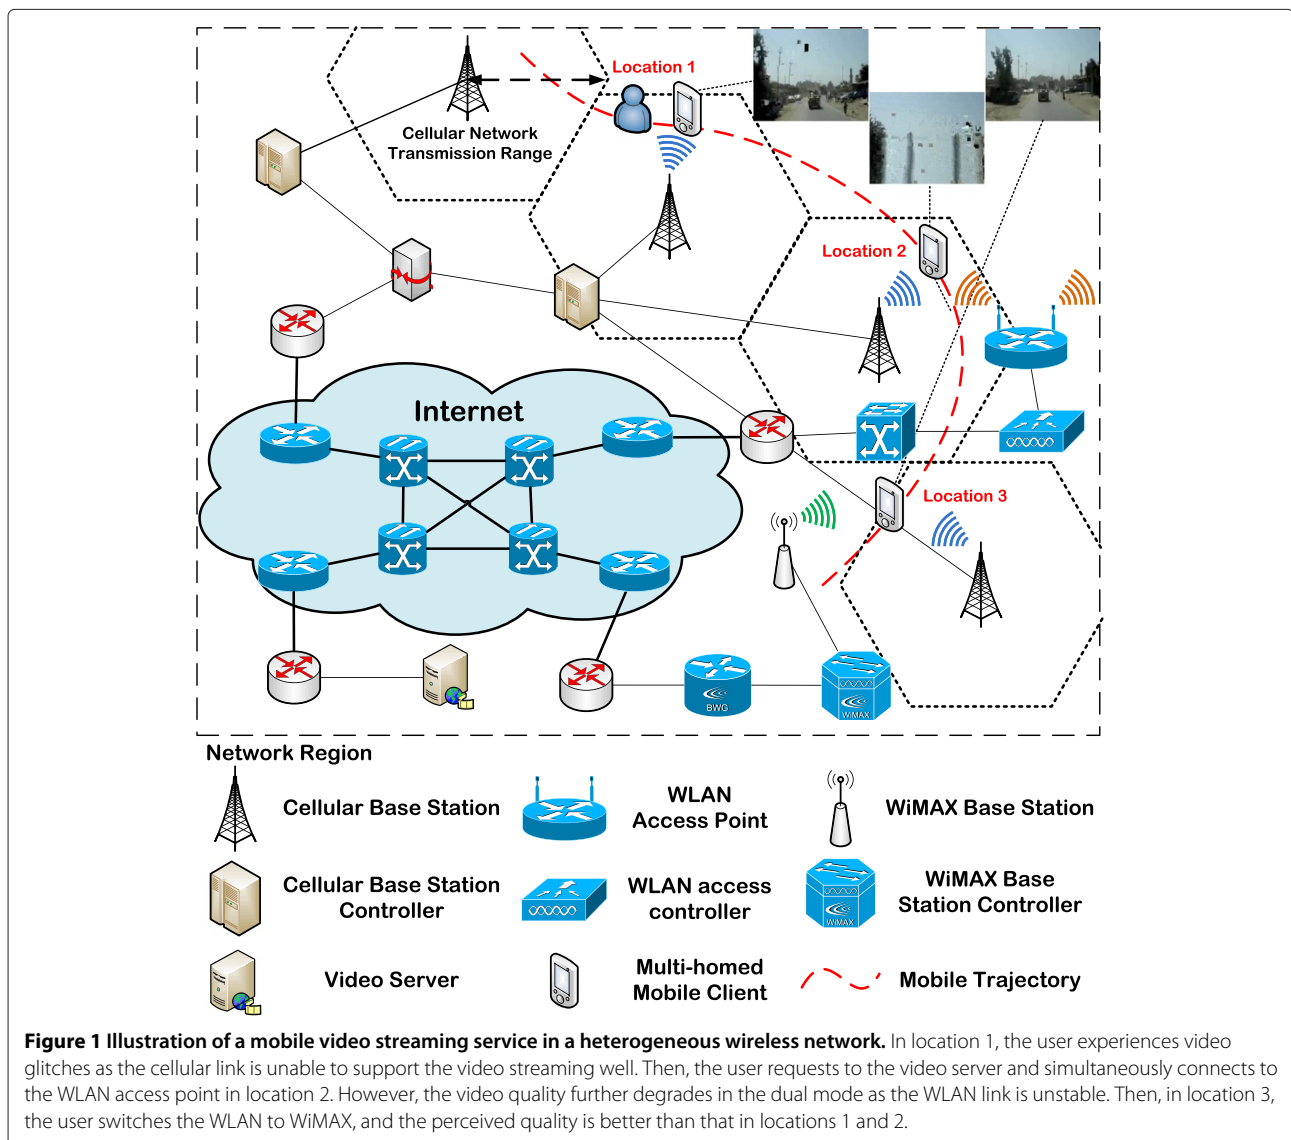 Location 1
Cellular Network
Transmission Range
Location 2
Internet
Location 3
BWG
WiMAX
Network Region
Cellular Base Station
WLAN
Access Point
WiMAX Base Station
Cellular Base Station
Controller
WLAN access
controller
WiMAX
WiMAX Base
Station Controller
Video Server
Multi-homed
Mobile Client
Mobile Trajectory
Figure 1 Illustration of a mobile video streaming service in a heterogeneous wireless network. In location 1, the user experiences video
glitches as the cellular link is unable to support the video streaming well. Then, the user requests to the video server and simultaneously connects to
the WLAN access point in location 2. However, the video quality further degrades in the dual mode as the WLAN link is unstable. Then, in location 3,
the user switches the WLAN to WiMAX, and the perceived quality is better than that in locations 1 and 2.